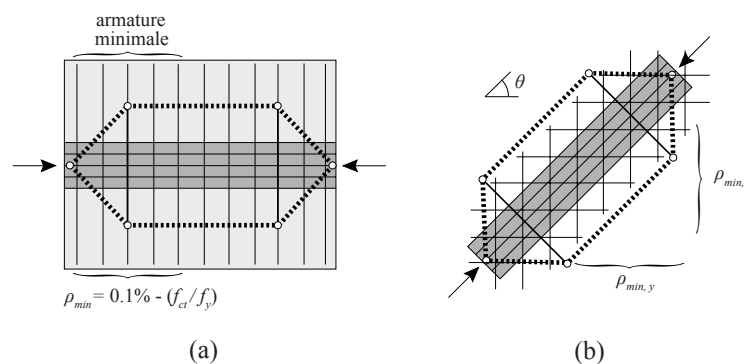 armature
minimale
θ
ρmin,
ρmin, y
ρmin = 0.1% - (fct/fy)
(a)
(b)